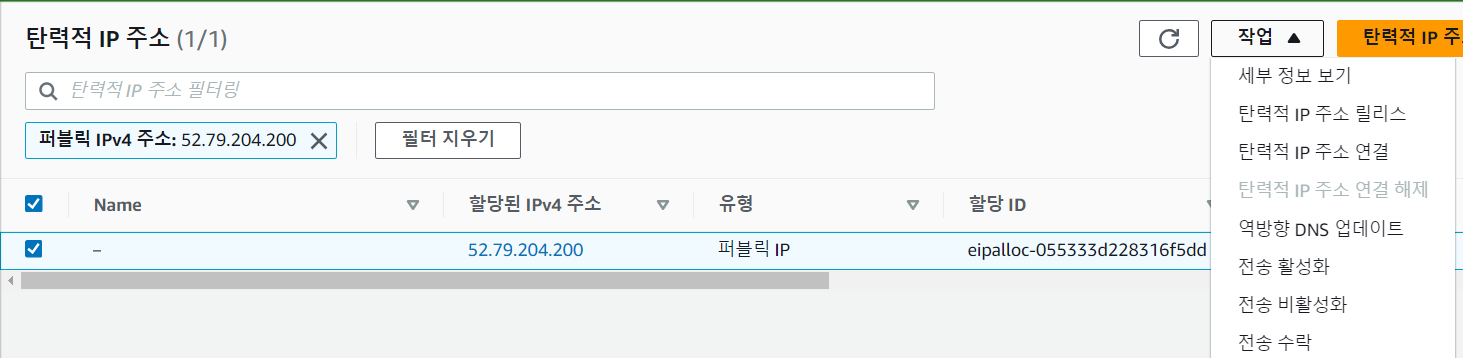 탄력적 IP 주소 (1/1)
작업
탄력적 IP 주
탄력적 IP 주소 필터링
퍼블릭 IPv4 주소: 52.79.204.200
필터 지우기
Name
할당된 IPv4 주소
유형
할당 ID
–
52.79.204.200
퍼블릭 IP
eipalloc-055333d228316f5dd
세부 정보 보기
탄력적 IP 주소 릴리스
탄력적 IP 주소 연결
탄력적 IP 주소 연결 해제
역방향 DNS 업데이트
전송 활성화
전송 비활성화
전송 수락